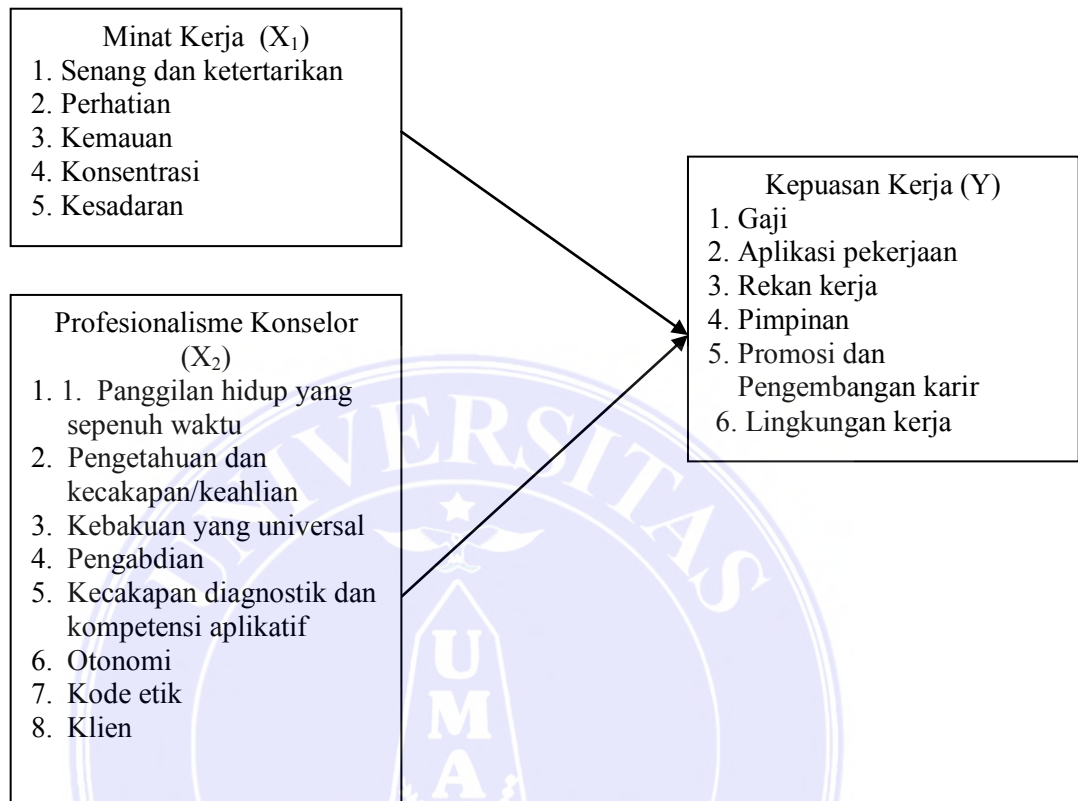 Minat Kerja (X₁)
1. Senang dan ketertarikan
2. Perhatian
3. Kemauan
4. Konsentrasi
5. Kesadaran
Kepuasan Kerja (Y)
1. Gaji
2. Aplikasi pekerjaan
3. Rekan kerja
4. Pimpinan
5. Promosi dan
Pengembangan karir
6. Lingkungan kerja
Profesionalisme Konselor
(X₂)
1. 1. Panggilan hidup yang
sepenuh waktu
2. Pengetahuan dan
kecakapan/keahlian
3. Kebakuan yang universal
4. Pengabdian
5. Kecakapan diagnostik dan
kompetensi aplikatif
6. Otonomi
7. Kode etik
8. Klien
UNIVERSITAS
UMA